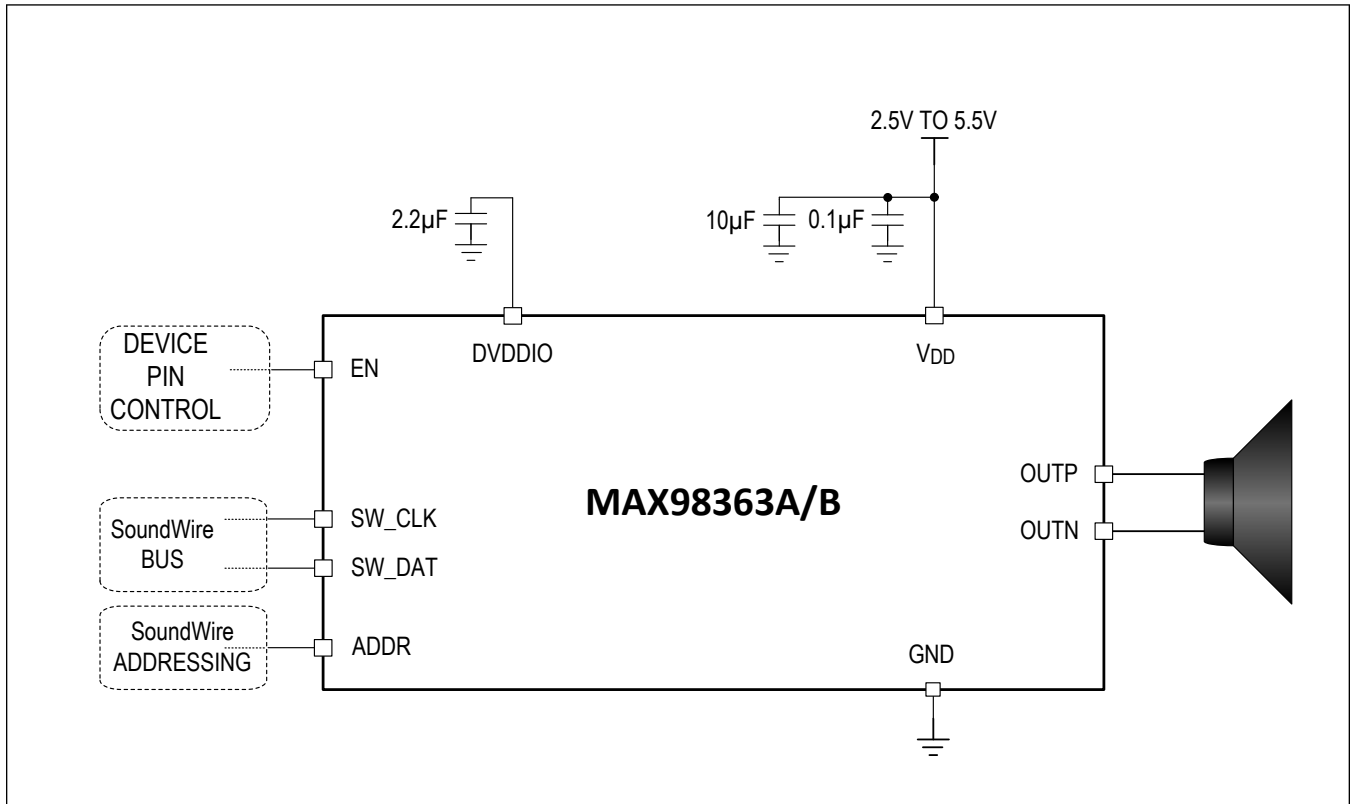 2.5V TO 5.5V
2.2µF
10µF
0.1µF
DEVICE
PIN
CONTROL
EN
DVDDIO
VDD
SoundWire
BUS
SW_CLK
SW_DAT
MAX98363A/B
OUTP
OUTN
SoundWire
ADDRESSING
ADDR
GND